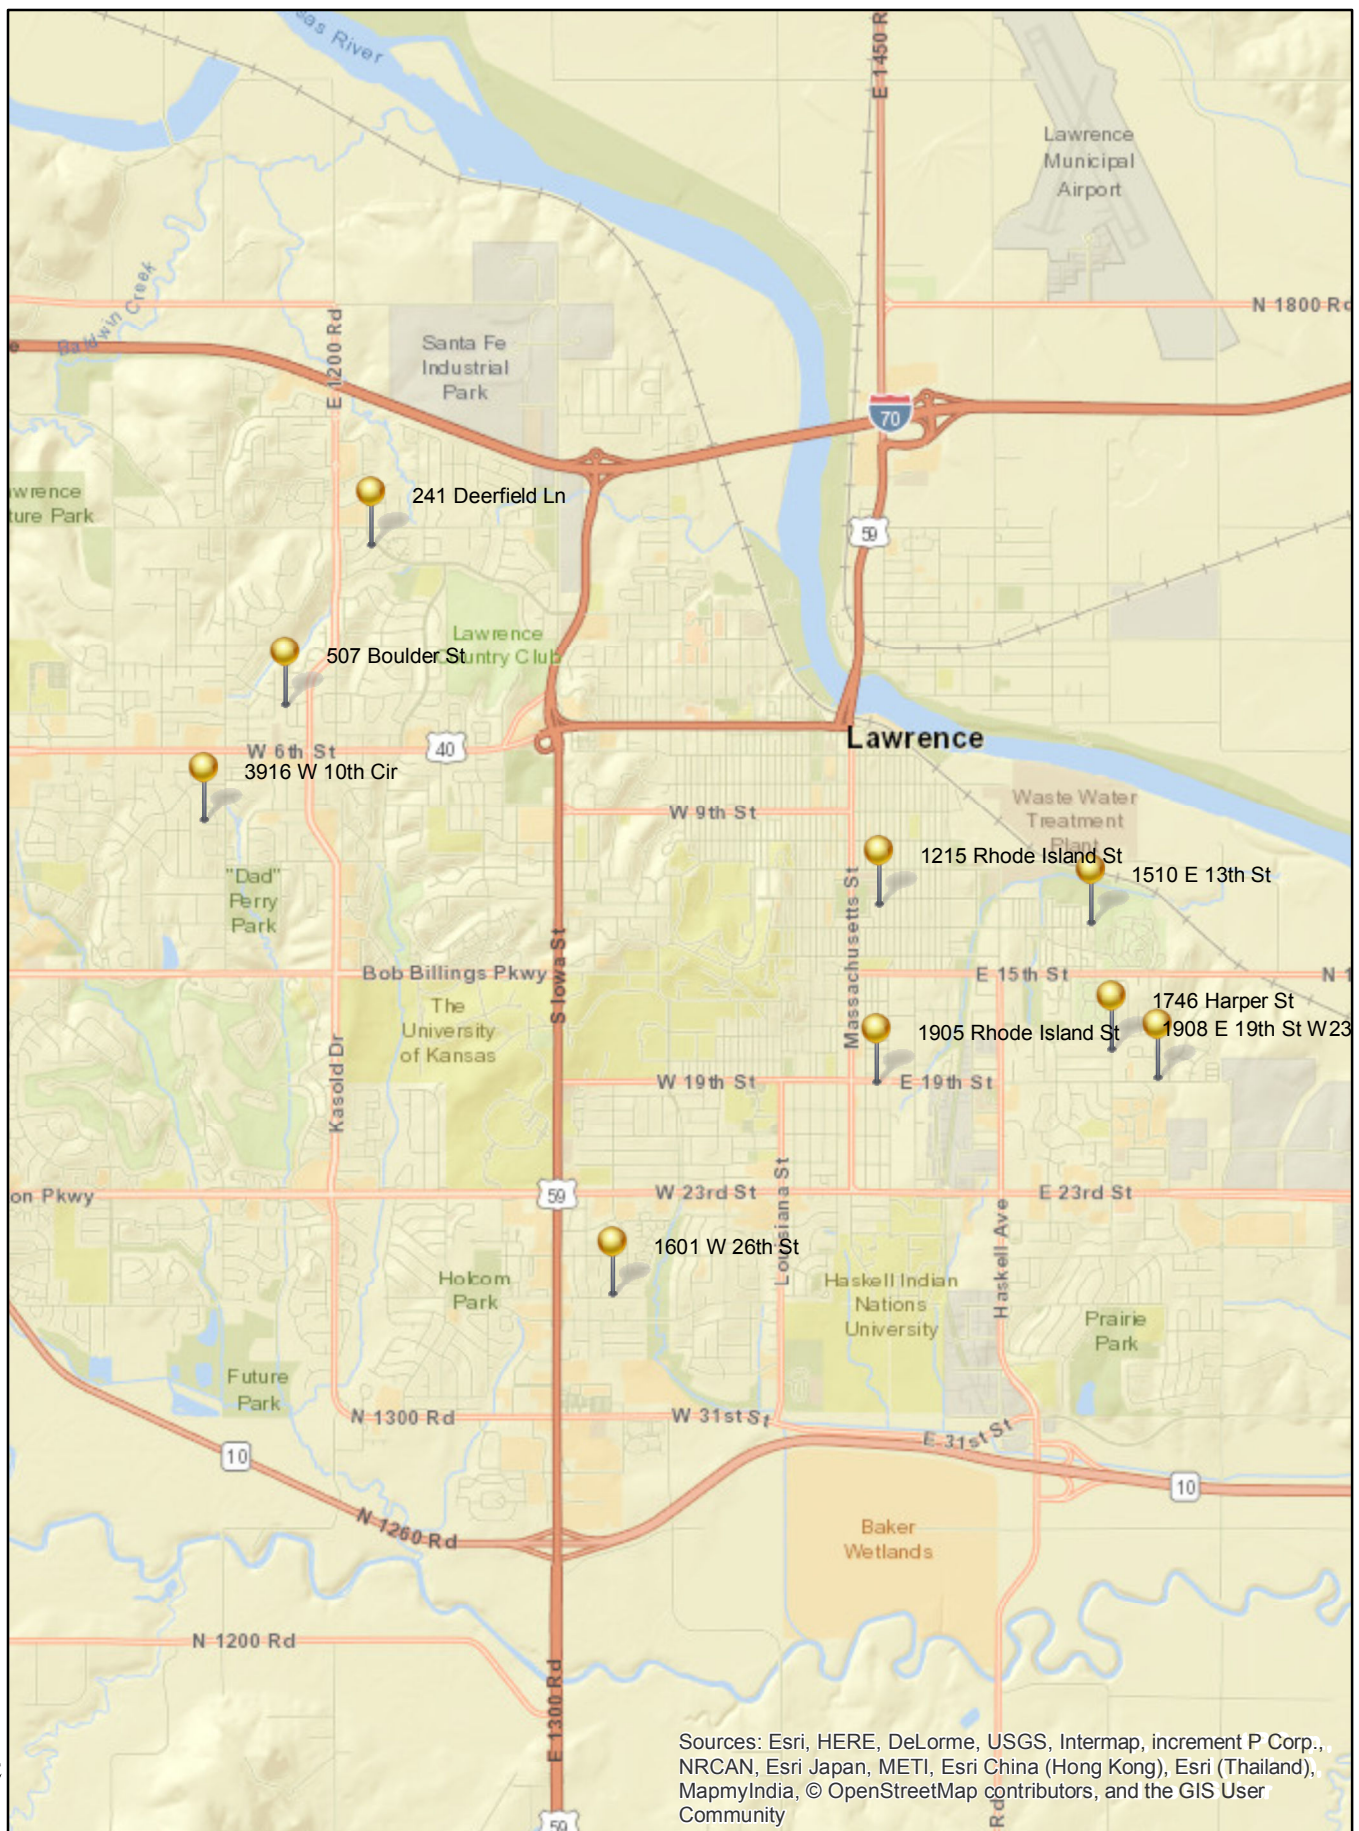 sas River
E 1450 R
Lawrence
Municipal
Airport
Baldwin Creek
E 1200 Rd
N 1800 Rd
Santa Fe
Industrial
Park
70
241 Deerfield Ln
awrence
ture Park
59
Lawrence
Country Club
507 Boulder St
W 6th St
40
3916 W 10th Cir
Lawrence
W 9th St
Waste Water
Treatment
Plant
1215 Rhode Island St
1510 E 13th St
"Dad"
Perry
Park
Massachusetts St
S Iowa St
Bob Billings Pkwy
E 15th St
N 1
The
University
of Kansas
1746 Harper St
1905 Rhode Island St
1908 E 19th St W23
Kasold Dr
W 19th St
E 19th St
on Pkwy
59
W 23rd St
E 23rd St
Louisiana St
Haskell Ave
1601 W 26th St
Holcom
Park
Haskell Indian
Nations
University
Prairie
Park
Future
Park
N 1300 Rd
W 31st St
E 31st St
10
10
N 1260 Rd
Baker
Wetlands
N 1200 Rd
E 1300 Rd
Rd
59
Sources: Esri, HERE, DeLorme, USGS, Intermap, increment P Corp.,
NRCAN, Esri Japan, METI, Esri China (Hong Kong), Esri (Thailand),
MapmyIndia, © OpenStreetMap contributors, and the GIS User
Community